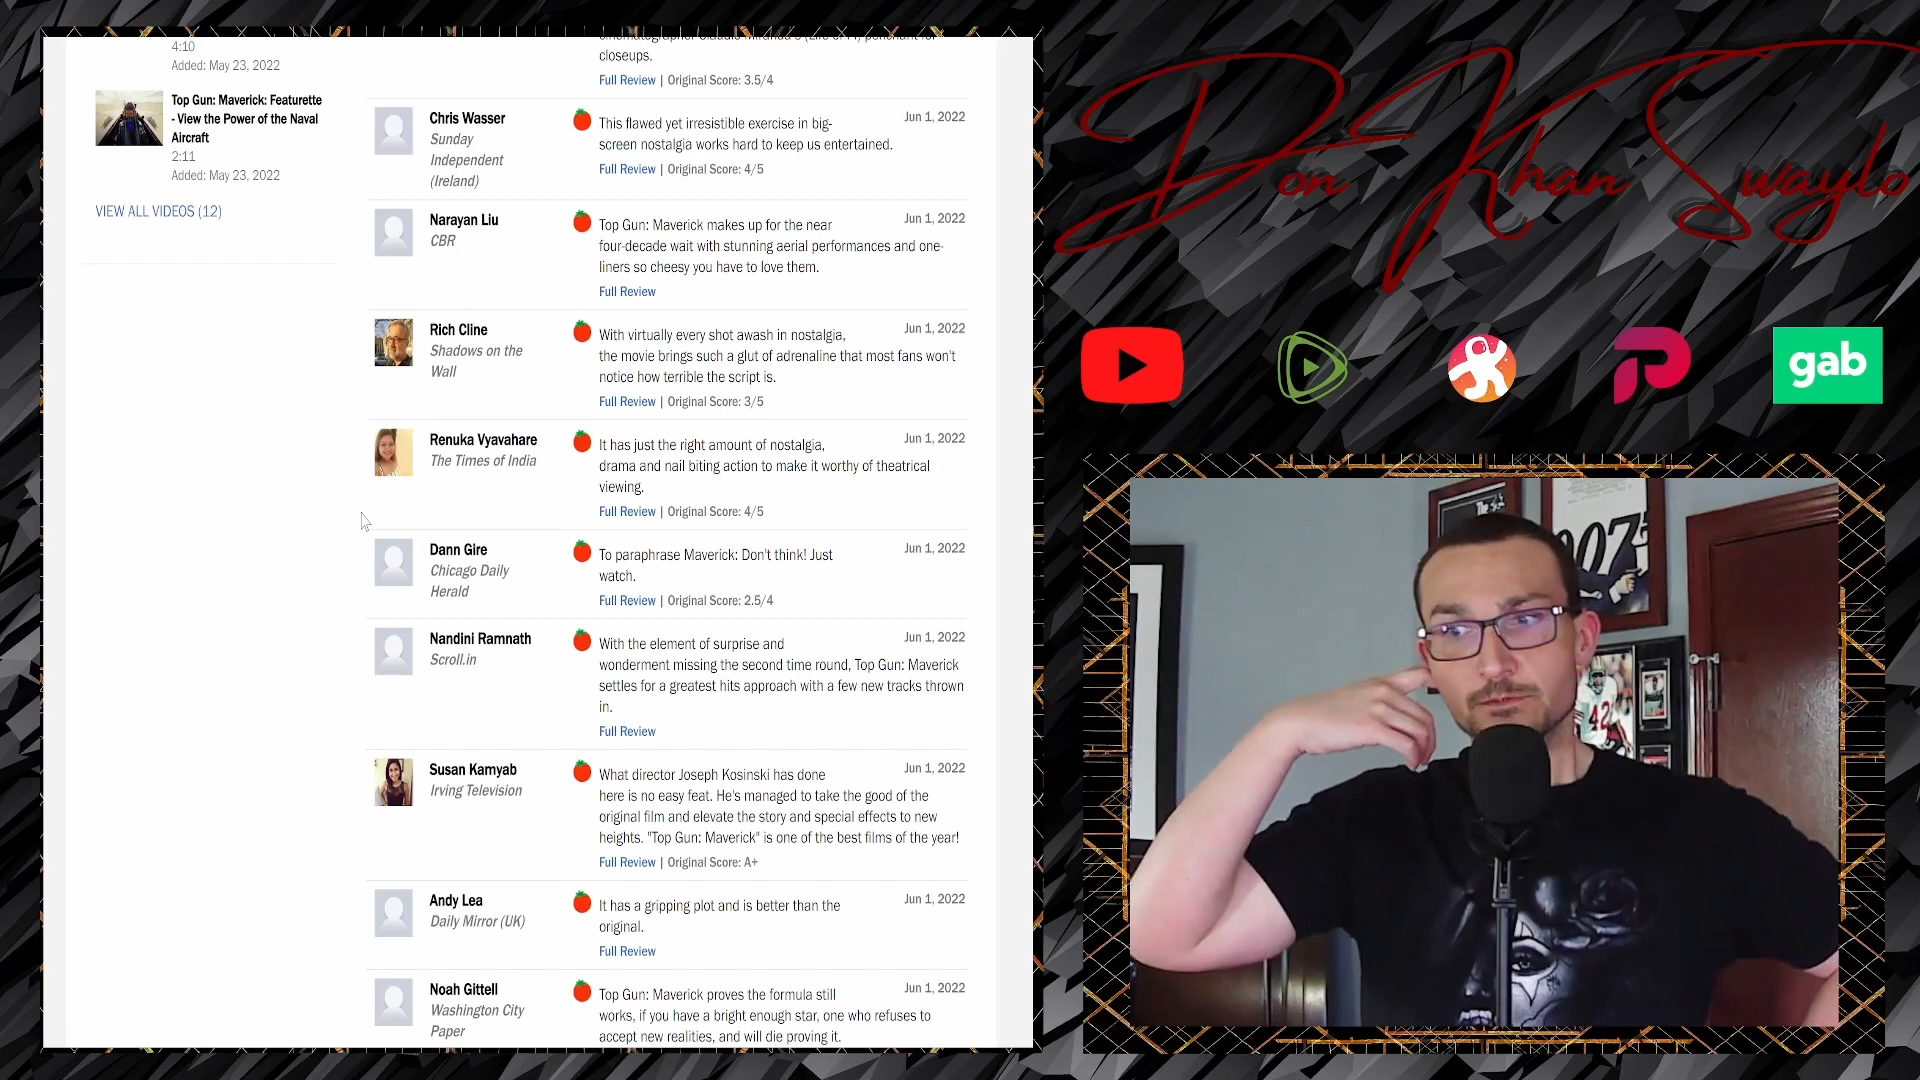 4:10
Added: May 23, 2022
Top Gun: Maverick: Featurette
- View the Power of the Naval
Aircraft
2:11
Added: May 23, 2022
VIEW ALL VIDEOS (12)
closeups.
Full Review | Original Score: 3.5/4
Chris Wasser
Sunday
Independent
(Ireland)
Jun 1, 2022
This flawed yet irresistible exercise in big-
screen nostalgia works hard to keep us entertained.
Full Review | Original Score: 4/5
Narayan Liu
CBR
Jun 1, 2022
Top Gun: Maverick makes up for the near
four-decade wait with stunning aerial performances and one-
liners so cheesy you have to love them.
Full Review
Rich Cline
Shadows on the
Wall
Jun 1, 2022
With virtually every shot awash in nostalgia,
the movie brings such a glut of adrenaline that most fans won't
notice how terrible the script is.
Full Review | Original Score: 3/5
Renuka Vyavahare
The Times of India
Jun 1, 2022
It has just the right amount of nostalgia,
drama and nail biting action to make it worthy of theatrical
viewing.
Full Review | Original Score: 4/5
Dann Gire
Chicago Daily
Herald
Jun 1, 2022
To paraphrase Maverick: Don't think! Just
watch.
Full Review | Original Score: 2.5/4
Nandini Ramnath
Scroll.in
Jun 1, 2022
With the element of surprise and
wonderment missing the second time round, Top Gun: Maverick
settles for a greatest hits approach with a few new tracks thrown
in.
Full Review
Susan Kamyab
Irving Television
Jun 1, 2022
What director Joseph Kosinski has done
here is no easy feat. He's managed to take the good of the
original film and elevate the story and special effects to new
heights. "Top Gun: Maverick" is one of the best films of the year!
Full Review | Original Score: A+
Andy Lea
Daily Mirror (UK)
Jun 1, 2022
It has a gripping plot and is better than the
original.
Full Review
Noah Gittell
Washington City
Paper
Jun 1, 2022
Top Gun: Maverick proves the formula still
works, if you have a bright enough star, one who refuses to
accept new realities, and will die proving it.
Don Khan Swaylo
gab
007
42